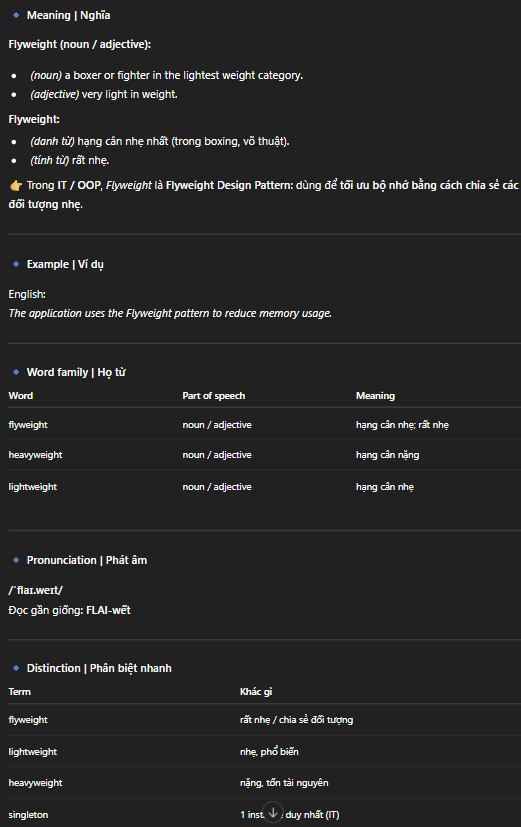 Meaning | Nghĩa
Flyweight (noun / adjective):
(noun) a boxer or fighter in the lightest weight category.
(adjective) very light in weight.
Flyweight:
(danh từ) hạng cân nhẹ nhất (trong boxing, võ thuật).
(tính từ) rất nhẹ.
👉 Trong IT / OOP, Flyweight là Flyweight Design Pattern: dùng để tối ưu bộ nhớ bằng cách chia sẻ các
đối tượng nhẹ.
Example | Ví dụ
English:
The application uses the Flyweight pattern to reduce memory usage.
Word family | Họ từ
Word Part of speech Meaning
flyweight noun / adjective hạng cân nhẹ; rất nhẹ
heavyweight noun / adjective hạng cân nặng
lightweight noun / adjective hạng cân nhẹ
Pronunciation | Phát âm
/ˈflaɪ.weɪt/
Đọc gần giống: FLAI-wết
Distinction | Phân biệt nhanh
Term Khác gì
flyweight rất nhẹ / chia sẻ đối tượng
lightweight nhẹ, phổ biến
heavyweight nặng, tốn tài nguyên
singleton 1 duy nhất (IT)